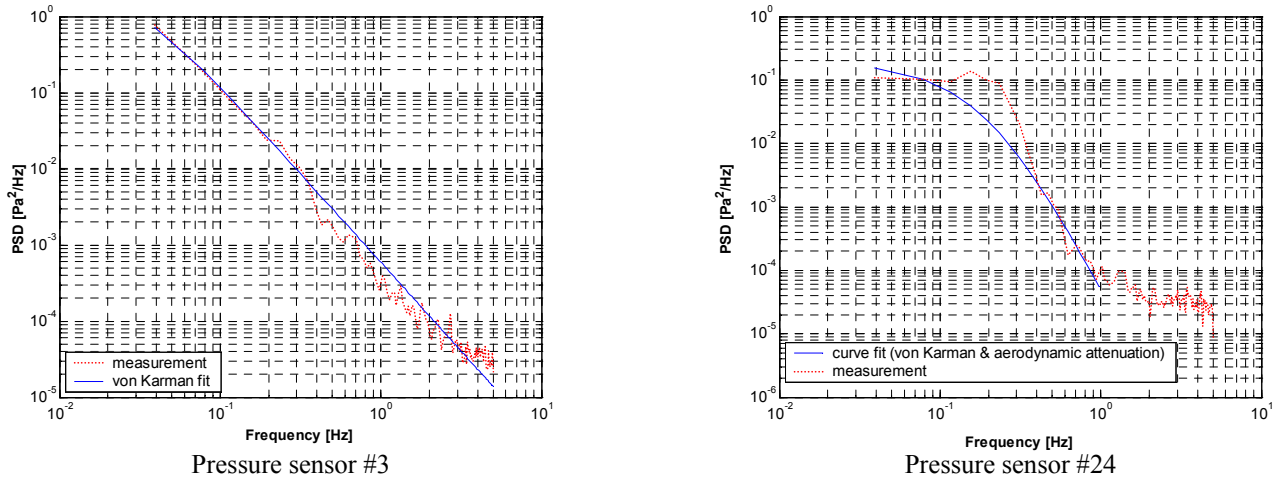 10^0
10^-1
10^-2
10^-3
10^-4
10^-5
PSD [Pa^2/Hz]
measurement
von Karman fit
10^-2
10^-1
10^0
10^1
Frequency [Hz]
Pressure sensor #3
10^0
10^-1
10^-2
10^-3
10^-4
10^-5
10^-6
PSD [Pa^2/Hz]
curve fit (von Karman & aerodynamic attenuation)
measurement
10^-2
10^-1
10^0
10^1
Frequency [Hz]
Pressure sensor #24